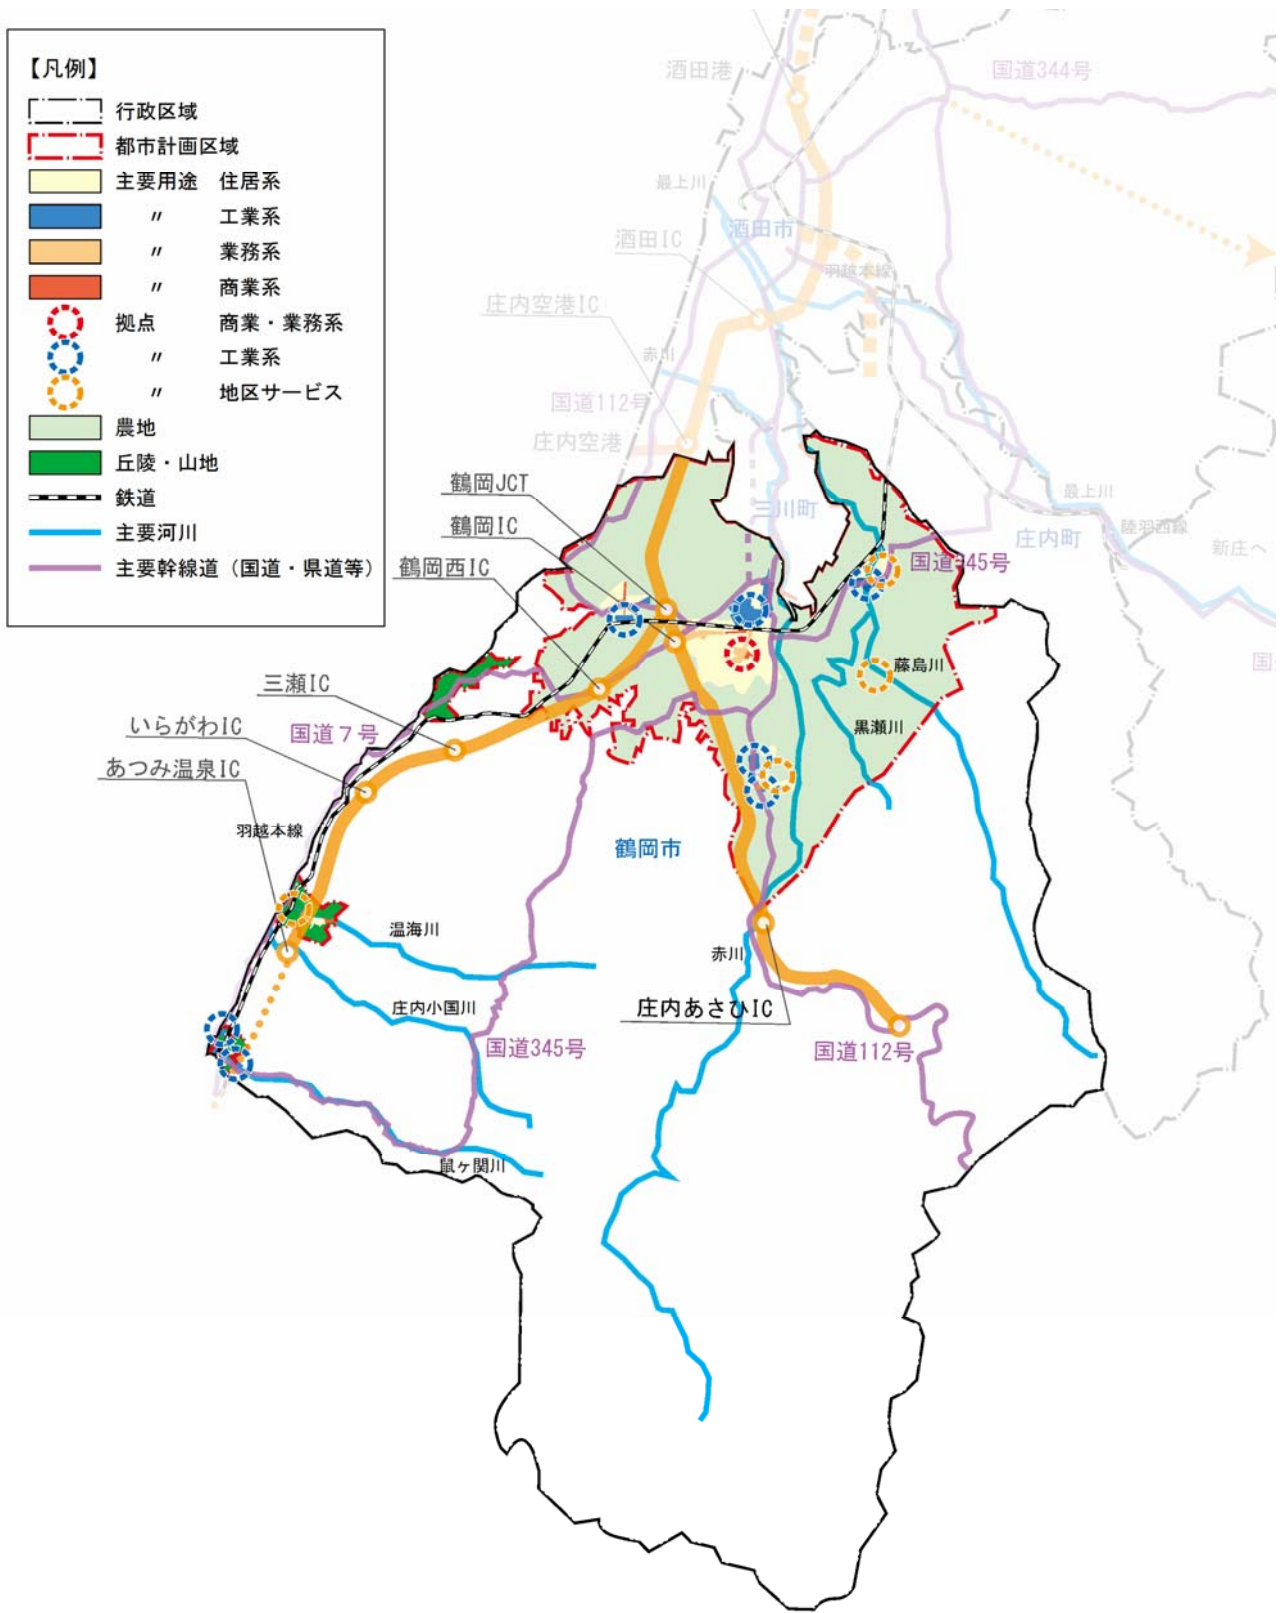 【凡例】
行政区域
都市計画区域
主要用途 住居系
〃 工業系
〃 業務系
〃 商業系
拠点 商業・業務系
〃 工業系
〃 地区サービス
農地
丘陵・山地
鉄道
主要河川
主要幹線道（国道・県道等）
酒田港
国道344号
最上川
酒田市
酒田IC
羽越本線
庄内空港IC
赤川
国道112号
庄内空港
鶴岡JCT
最上川
三川町
鶴岡IC
庄内町
陸羽西線
新庄へ
鶴岡西IC
国道345号
藤島川
国
三瀬IC
いらがわIC
国道７号
黒瀬川
あつみ温泉IC
羽越本線
鶴岡市
温海川
赤川
庄内小国川
庄内あさひIC
国道345号
国道112号
鼠ヶ関川